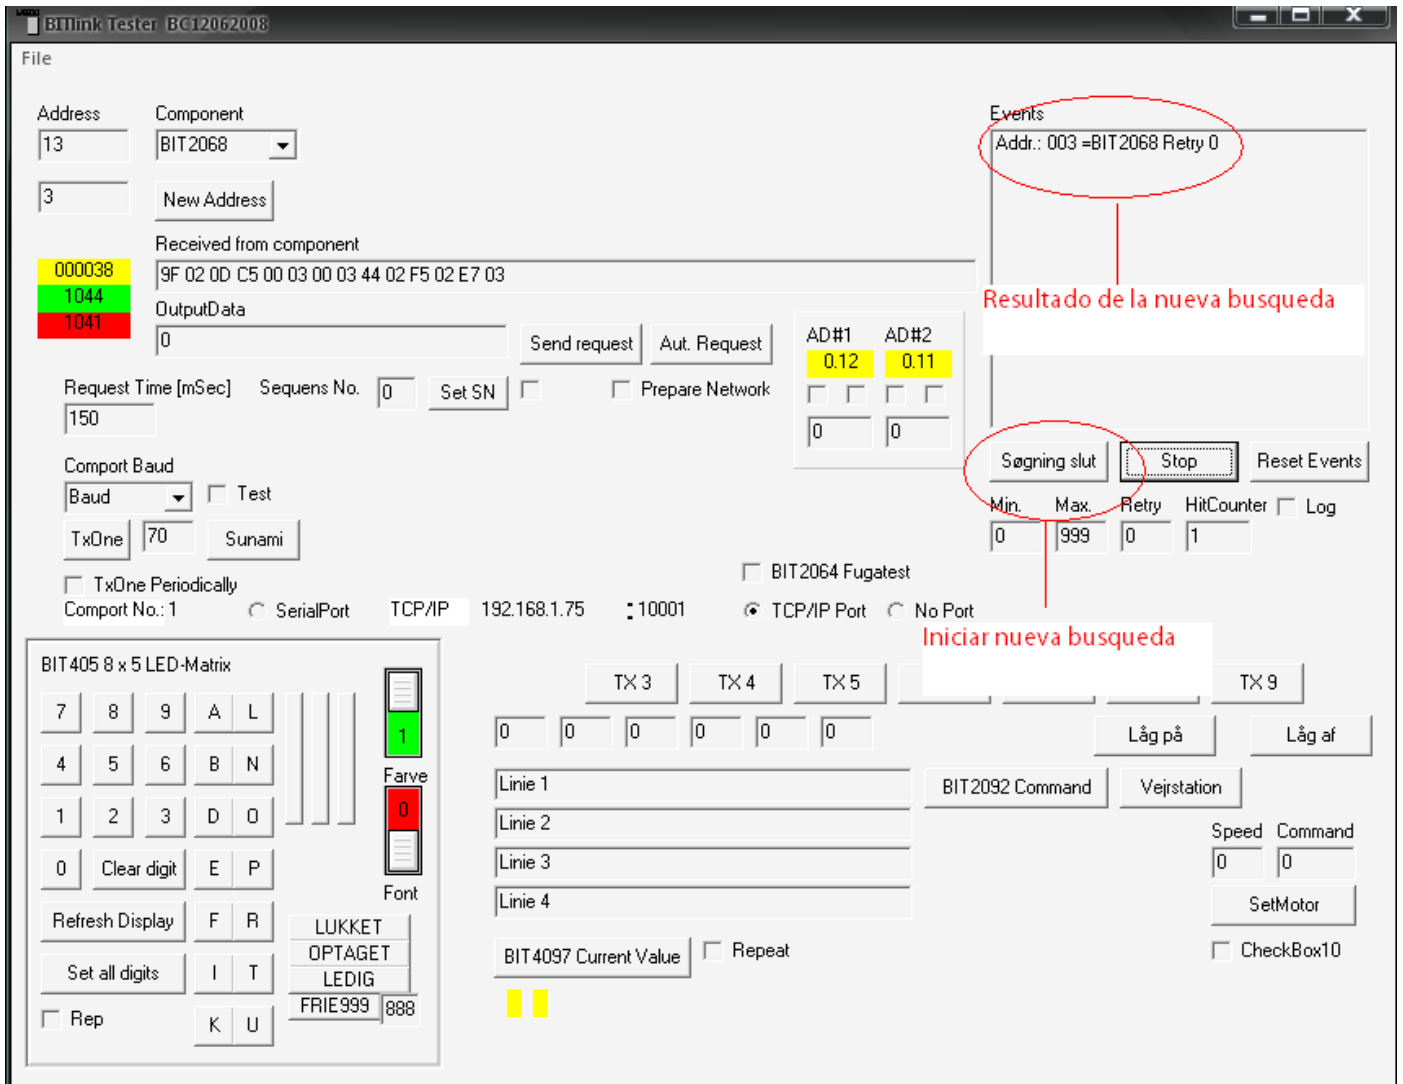 BITlink Tester BC12062008
File
Address Component Events
13 BIT2068 Addr.: 003 =BIT2068 Retry 0
3 New Address
Received from component
000038 9F 02 0D C5 00 03 00 03 44 02 F5 02 E7 03
1044 Resultado de la nueva busqueda
OutputData
1041
0 Send request Aut. Request AD#1 AD#2
0.12 0.11
Request Time [mSec] Sequens No. 0 Set SN Prepare Network
150 0 0
Comport Baud Søgning slut Stop Reset Events
Baud Test
Min. Max. Retry HitCounter Log
TxOne 70 Sunami 0 999 0 1
TxOne Periodically BIT2064 Fugatest
Comport No.: 1 SerialPort TCP/IP 192.168.1.75 : 10001 TCP/IP Port No Port
Iniciar nueva busqueda
BIT405 8 x 5 LED-Matrix
TX 3 TX 4 TX 5 TX 9
7 8 9 A L
1 0 0 0 0 0 0 Låg på Låg af
4 5 6 B N
Farve Linie 1 BIT2092 Command Vejrstation
1 2 3 D O 0
Linie 2 Speed Command
0 Clear digit E P Linie 3 0 0
Font Linie 4 SetMotor
Refresh Display F R LUKKET
OPTAGET BIT4097 Current Value Repeat CheckBox10
Set all digits I T LEDIG
FRIE999 888
Rep K U